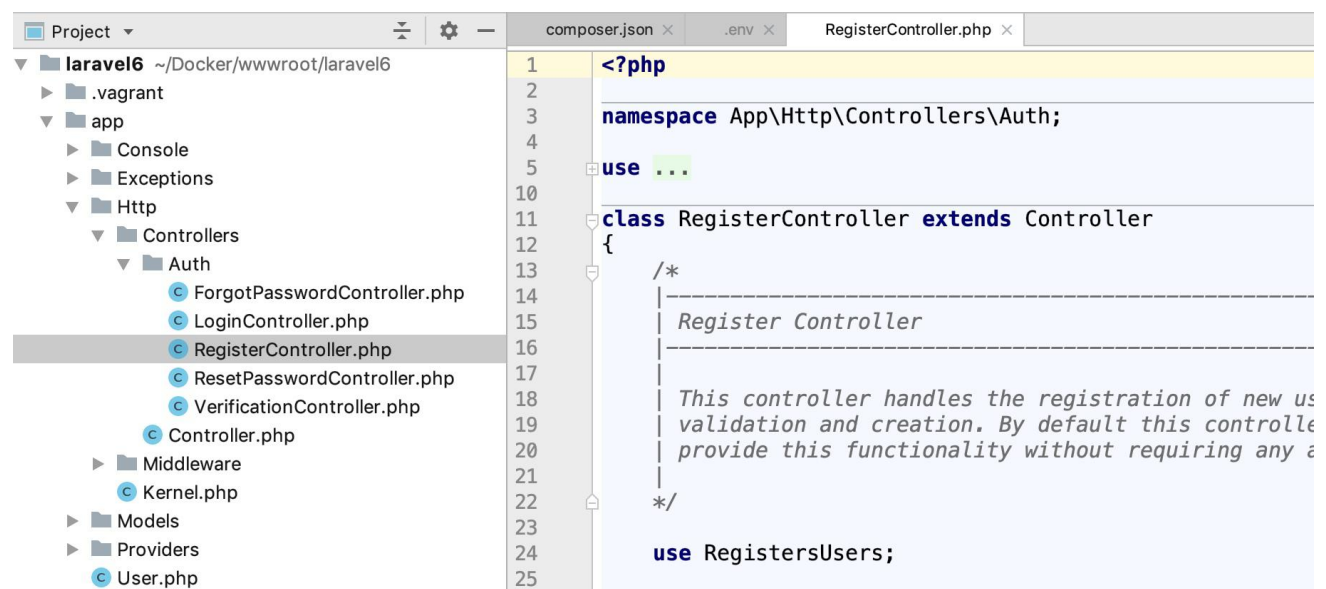 Project
laravel6 ~/Docker/wwwroot/laravel6
.vagrant
app
Console
Exceptions
Http
Controllers
Auth
ForgotPasswordController.php
LoginController.php
RegisterController.php
ResetPasswordController.php
VerificationController.php
Controller.php
Middleware
Kernel.php
Models
Providers
User.php
composer.json .env RegisterController.php
1 <?php
2
3 namespace App\Http\Controllers\Auth;
4
5 use ...
10
11 class RegisterController extends Controller
12 {
13 /*
14 |--------------------------------------------------
15 | Register Controller
16 |--------------------------------------------------
17 |
18 | This controller handles the registration of new us
19 | validation and creation. By default this controlle
20 | provide this functionality without requiring any a
21 |
22 */
23
24 use RegistersUsers;
25